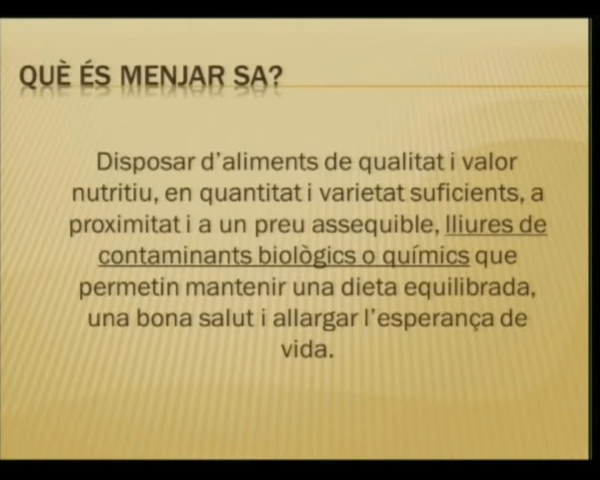 QUÈ ÉS MENJAR SA?
Disposar d'aliments de qualitat i valor
nutritiu, en quantitat i varietat suficients, a
proximitat i a un preu assequible, lliures de
contaminants biològics o químics que
permetin mantenir una dieta equilibrada,
una bona salut i allargar l'esperança de
vida.